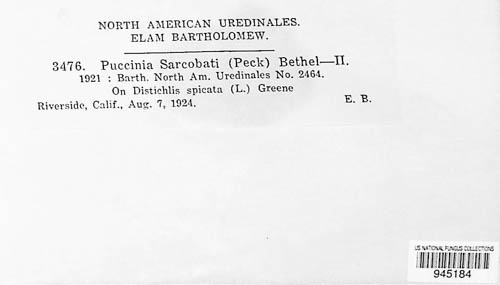 NORTH AMERICAN UREDINALES.
ELAM BARTHOLOMEW.
3476. Puccinia Sarcobati (Peck) Bethel—II.
1921 : Barth. North Am. Uredinales No. 2464.
On Distichlis spicata (L.) Greene
Riverside, Calif., Aug. 7, 1924. E. B.
US NATIONAL FUNGUS COLLECTIONS
945184